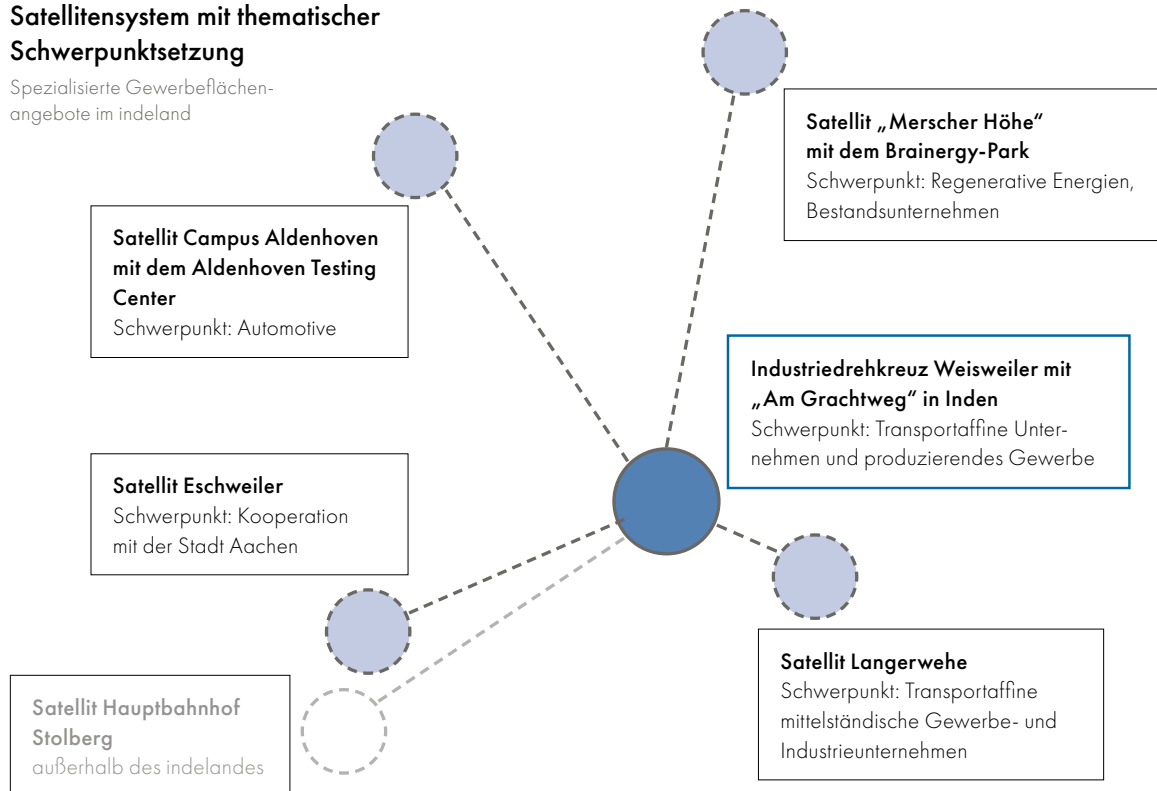 Satellitensystem mit thematischer
Schwerpunktsetzung
Spezialisierte Gewerbeflächen-
angebote im indeland
Satellit „Merscher Höhe“
mit dem Brainergy-Park
Schwerpunkt: Regenerative Energien,
Bestandsunternehmen
Satellit Campus Aldenhoven
mit dem Aldenhoven Testing
Center
Schwerpunkt: Automotive
Industriedrehkreuz Weisweiler mit
„Am Grachtweg“ in Inden
Schwerpunkt: Transportaffine Unter-
nehmen und produzierendes Gewerbe
Satellit Eschweiler
Schwerpunkt: Kooperation
mit der Stadt Aachen
Satellit Langerwehe
Schwerpunkt: Transportaffine
mittelständische Gewerbe- und
Industrieunternehmen
Satellit Hauptbahnhof
Stolberg
außerhalb des indelandes